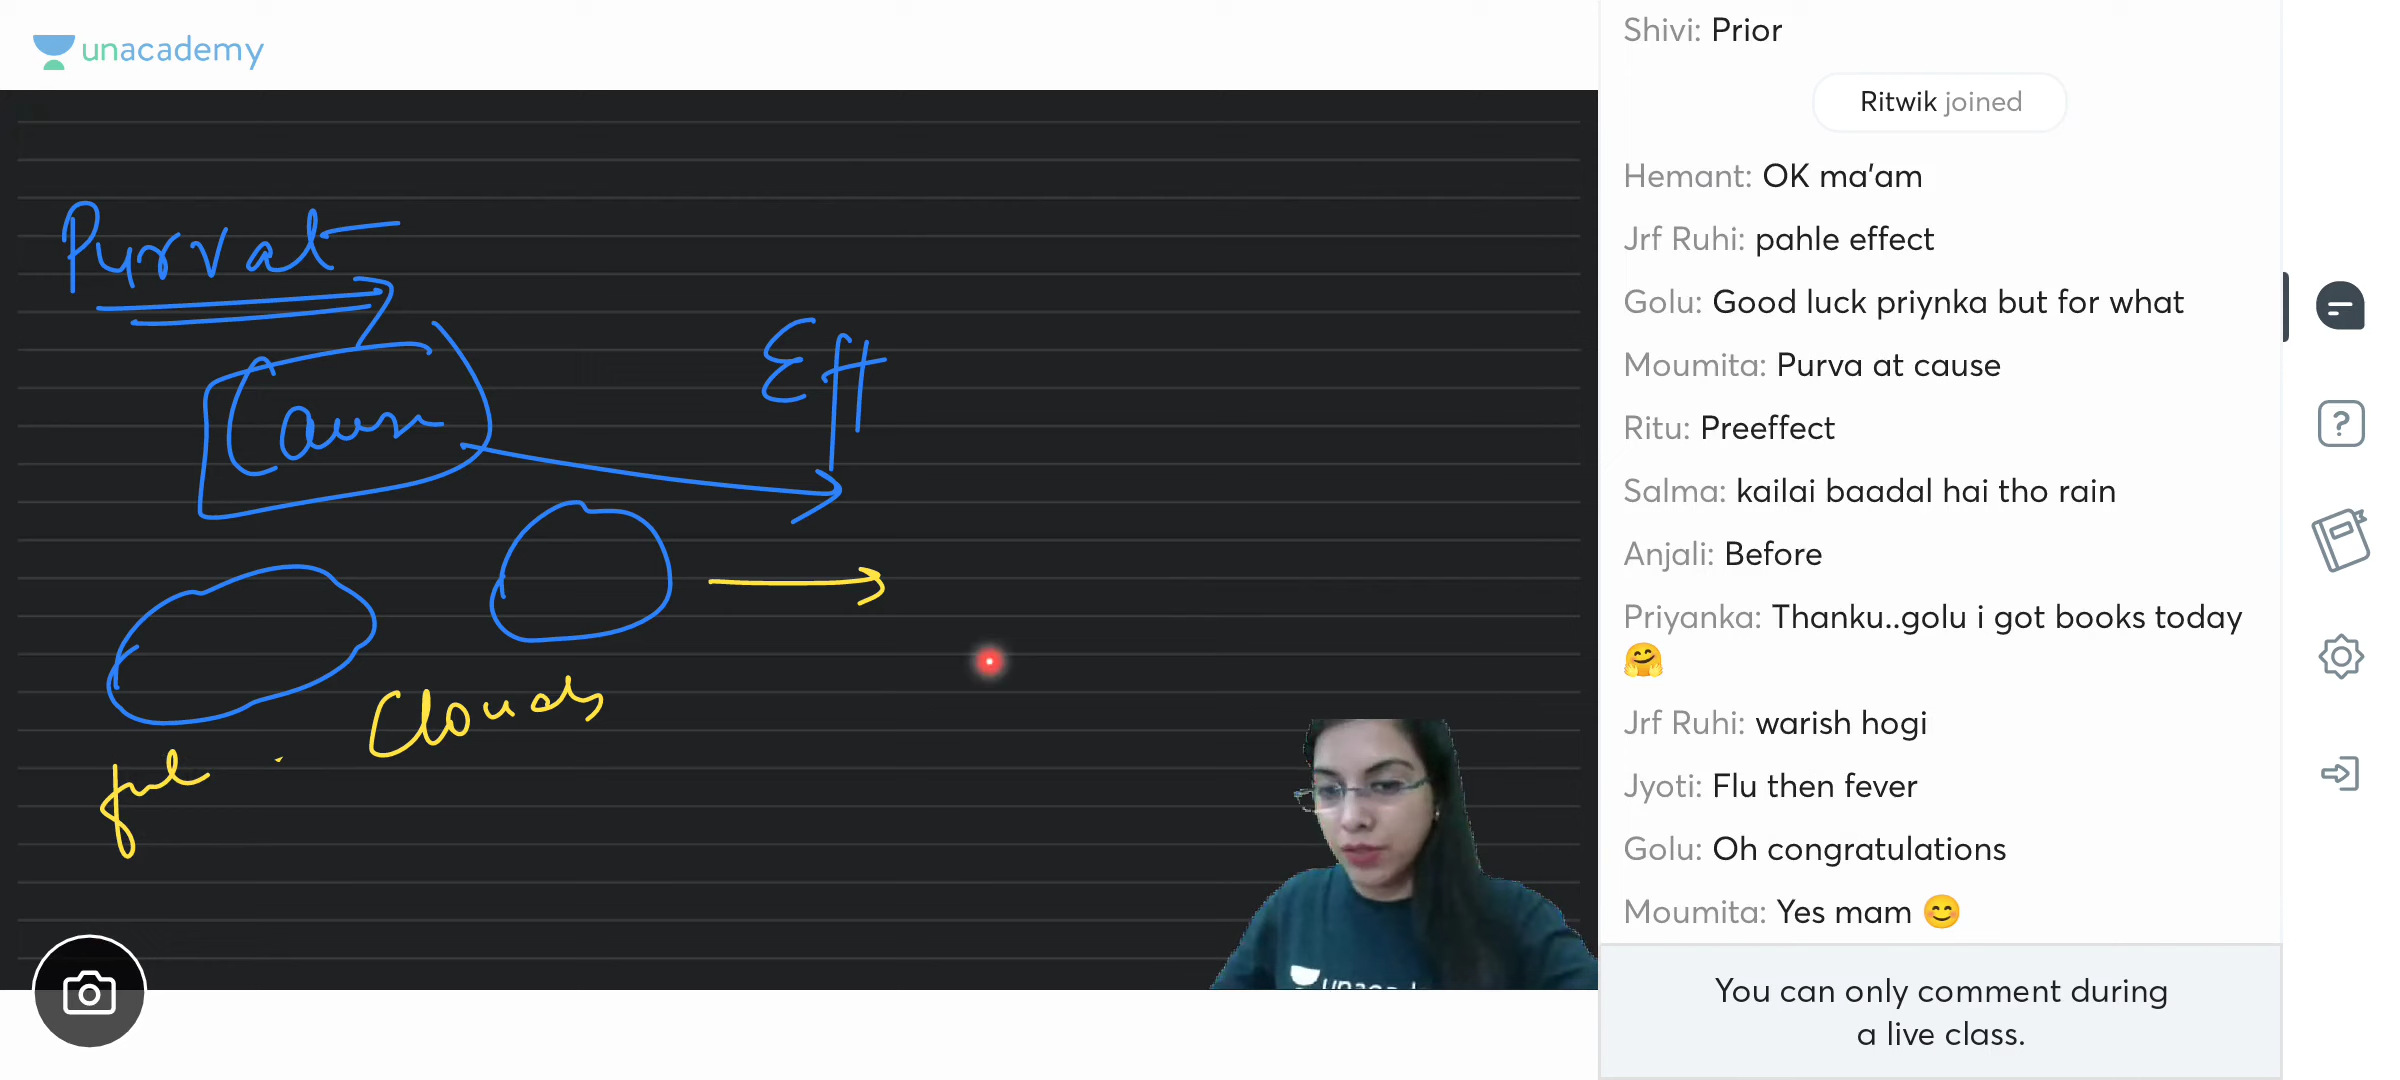 unacademy
Purvat
Cause
Eff
Clouds
Shivi: Prior
Ritwik joined
Hemant: OK ma'am
Jrf Ruhi: pahle effect
Golu: Good luck priynka but for what
Moumita: Purva at cause
Ritu: Preeffect
Salma: kailai baadal hai tho rain
Anjali: Before
Priyanka: Thanku..golu i got books today
🤗
Jrf Ruhi: warish hogi
Jyoti: Flu then fever
Golu: Oh congratulations
Moumita: Yes mam 😊
You can only comment during
a live class.